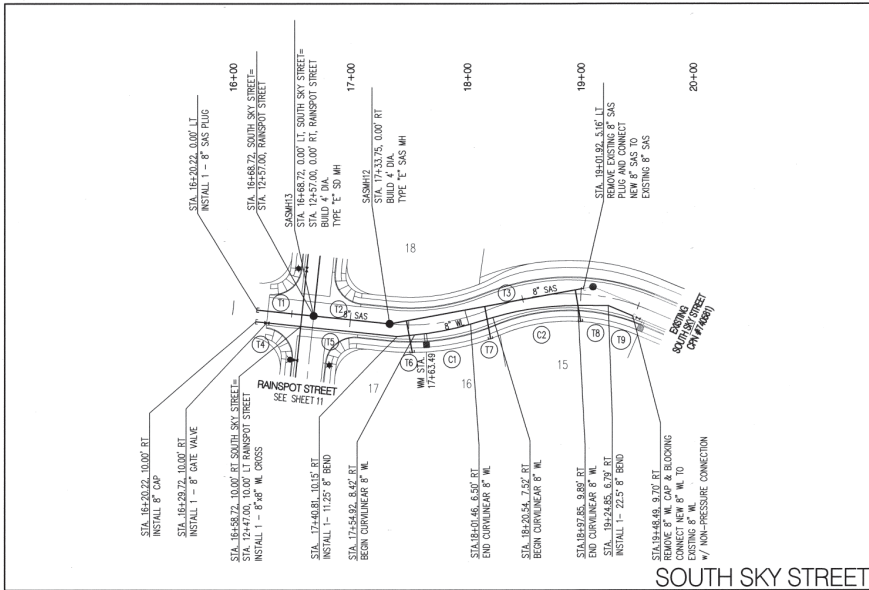 STA. 16+20.22, 0.00' LT
INSTALL 1 - 8" SAS PLUG
STA. 16+68.72, SOUTH SKY STREET=
STA. 12+57.00, RAINSPOT STREET
SASMH13
STA. 16+68.72, 0.00' LT, SOUTH SKY STREET=
STA. 12+57.00, 0.00' RT, RAINSPOT STREET
BUILD 4' DIA.
TYPE "E" SD MH
SASMH12
STA. 17+33.75, 0.00' RT
BUILD 4' DIA.
TYPE "E" SAS MH
STA. 19+01.92, 5.16' LT
REMOVE EXISTING 8" SAS
PLUG AND CONNECT
NEW 8" SAS TO
EXISTING 8" SAS
16+00
17+00
18+00
19+00
20+00
18
T1
T2
8" SAS
T3
8" SAS
8" WL
T4
T5
T6
C1
T7
C2
T8
T9
WM STA.
17+63.49
RAINSPOT STREET
SEE SHEET 11
17
16
15
EXISTING
SOUTH SKY STREET
(CPN #740681)
STA. 16+20.22, 10.00' RT
INSTALL 8" CAP
STA. 16+29.72, 10.00' RT
INSTALL 1 - 8" GATE VALVE
STA. 16+58.72, 10.00' RT SOUTH SKY STREET=
STA. 12+47.00, 10.00' LT RAINSPOT STREET
INSTALL 1 - 8"x8" WL CROSS
STA. 17+40.81, 10.15' RT
INSTALL 1- 11.25° 8" BEND
STA. 17+54.92, 8.42' RT
BEGIN CURVILINEAR 8" WL
STA.18+01.46, 6.50' RT
END CURVILINEAR 8" WL
STA. 18+20.54, 7.52' RT
BEGIN CURVILINEAR 8" WL
STA.18+97.85, 9.89' RT
END CURVILINEAR 8" WL
STA. 19+24.85, 6.79' RT
INSTALL 1- 22.5° 8" BEND
STA.19+48.49, 9.70' RT
REMOVE 8" WL CAP & BLOCKING
CONNECT NEW 8" WL TO
EXISTING 8" WL
w/ NON-PRESSURE CONNECTION
SOUTH SKY STREET